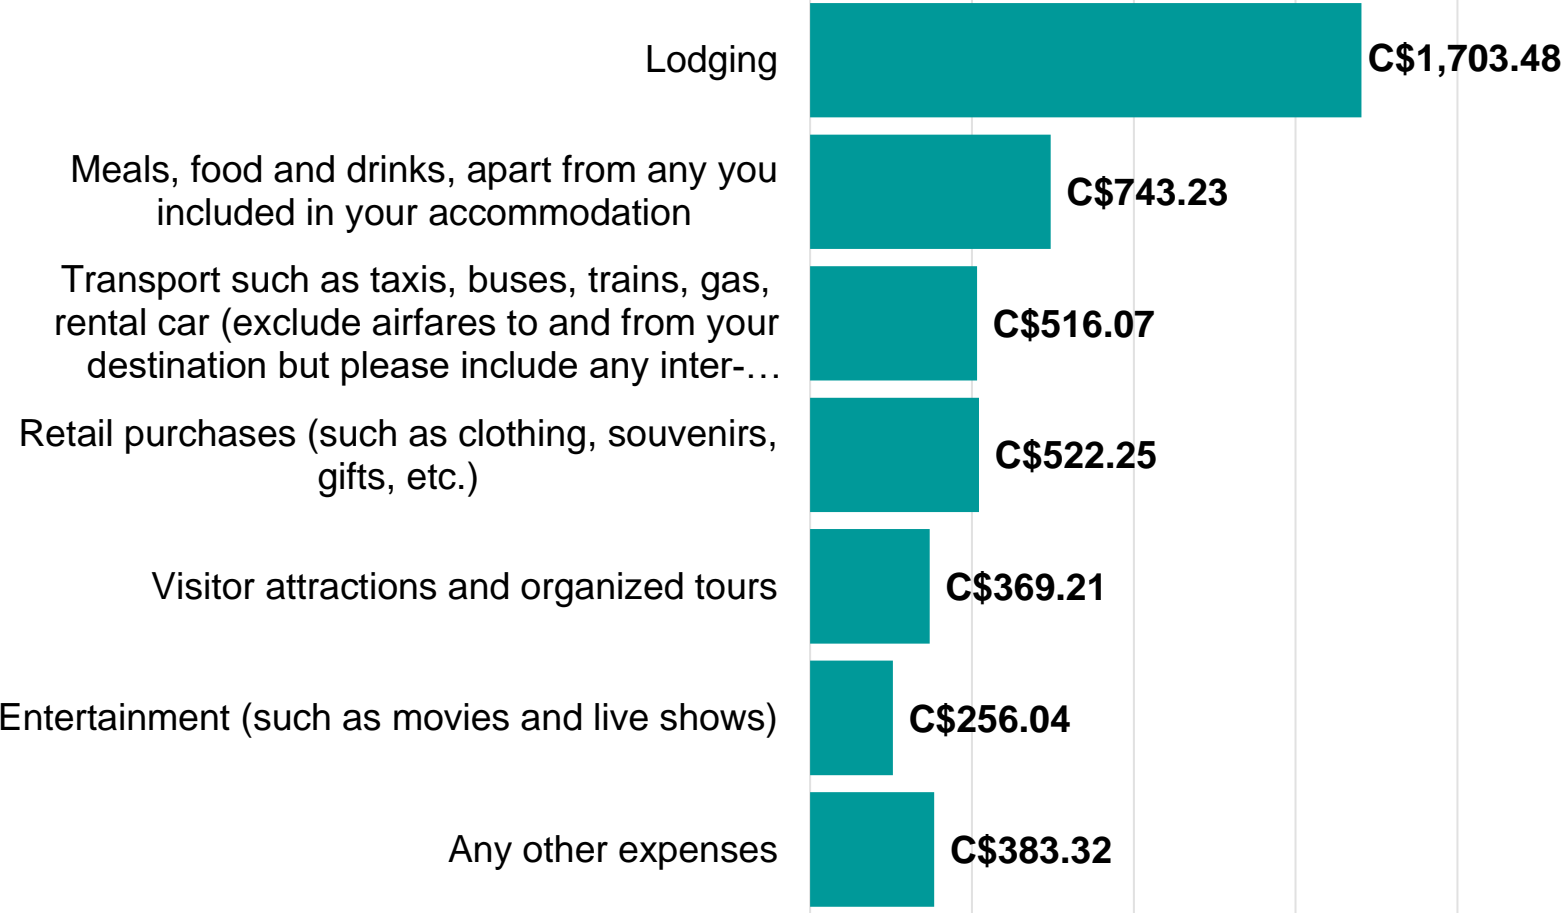 Lodging
C$1,703.48
Meals, food and drinks, apart from any you
included in your accommodation
C$743.23
Transport such as taxis, buses, trains, gas,
rental car (exclude airfares to and from your
destination but please include any inter-…
C$516.07
Retail purchases (such as clothing, souvenirs,
gifts, etc.)
C$522.25
Visitor attractions and organized tours
C$369.21
Entertainment (such as movies and live shows)
C$256.04
Any other expenses
C$383.32